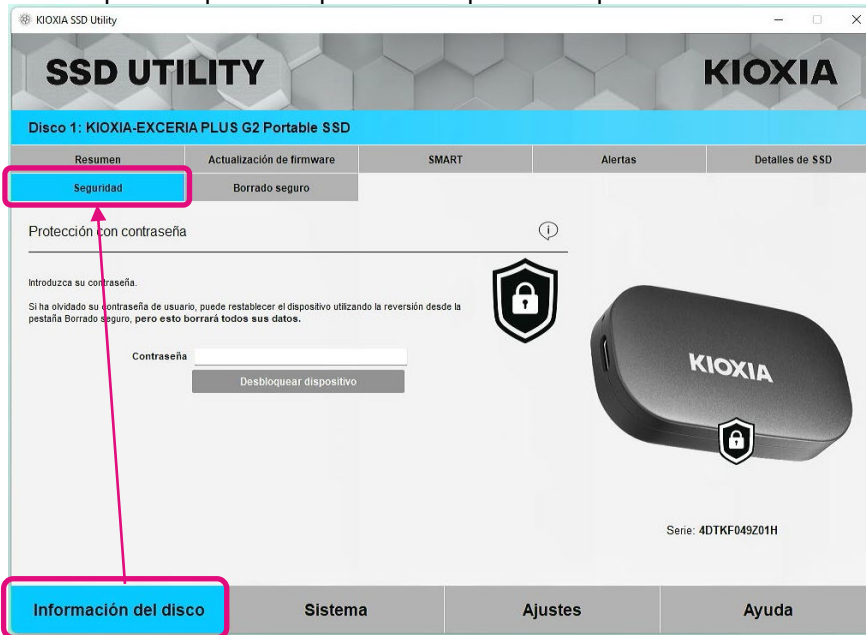 KIOXIA SSD Utility
SSD UTILITY
KIOXIA
Disco 1: KIOXIA-EXCERIA PLUS G2 Portable SSD
Resumen
Actualización de firmware
SMART
Alertas
Detalles de SSD
Seguridad
Borrado seguro
Protección con contraseña
Introduzca su contraseña.
Si ha olvidado su contraseña de usuario, puede restablecer el dispositivo utilizando la reversión desde la
pestaña Borrado seguro, pero esto borrará todos sus datos.
Contraseña
Desbloquear dispositivo
KIOXIA
Serie: 4DTKF049Z01H
Información del disco
Sistema
Ajustes
Ayuda